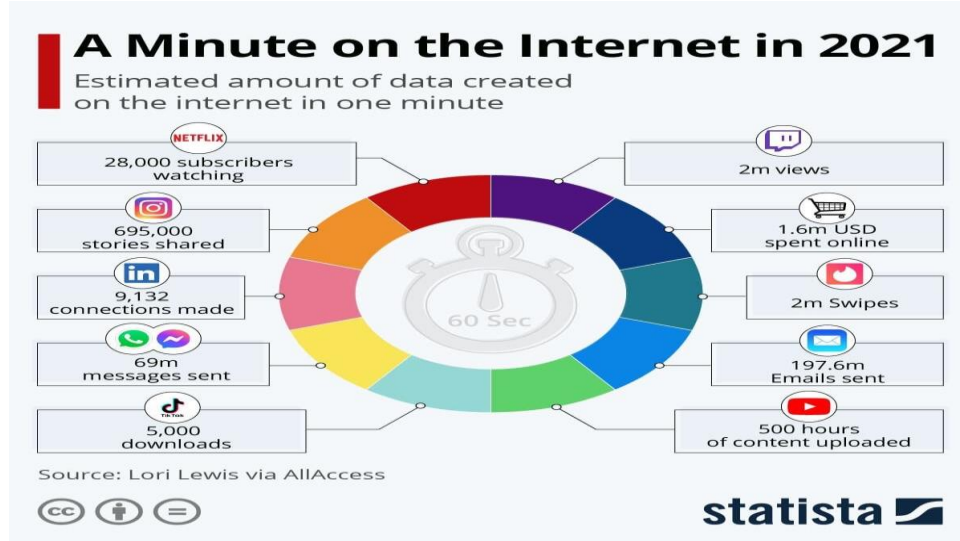 A Minute on the Internet in 2021
Estimated amount of data created
on the internet in one minute
NETFLIX
28,000 subscribers
watching
2m views
695,000
stories shared
1.6m USD
spent online
in
9,132
connections made
2m Swipes
60 Sec
69m
messages sent
197.6m
Emails sent
TikTok
5,000
downloads
500 hours
of content uploaded
Source: Lori Lewis via AllAccess
cc
statista